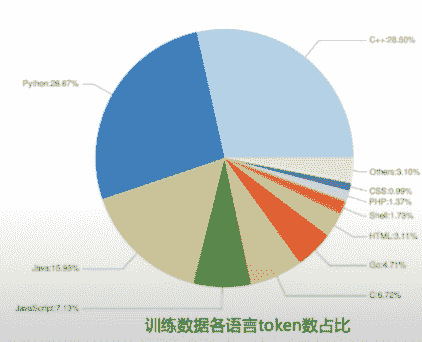 C++:28.50%
Python:26.67%
Others:3.10%
CSS:0.99%
PHP:1.37%
Shell:1.73%
HTML:3.11%
Go:4.71%
C:6.72%
Java:15.98%
JavaScript:7.13%
训练数据各语言token数占比